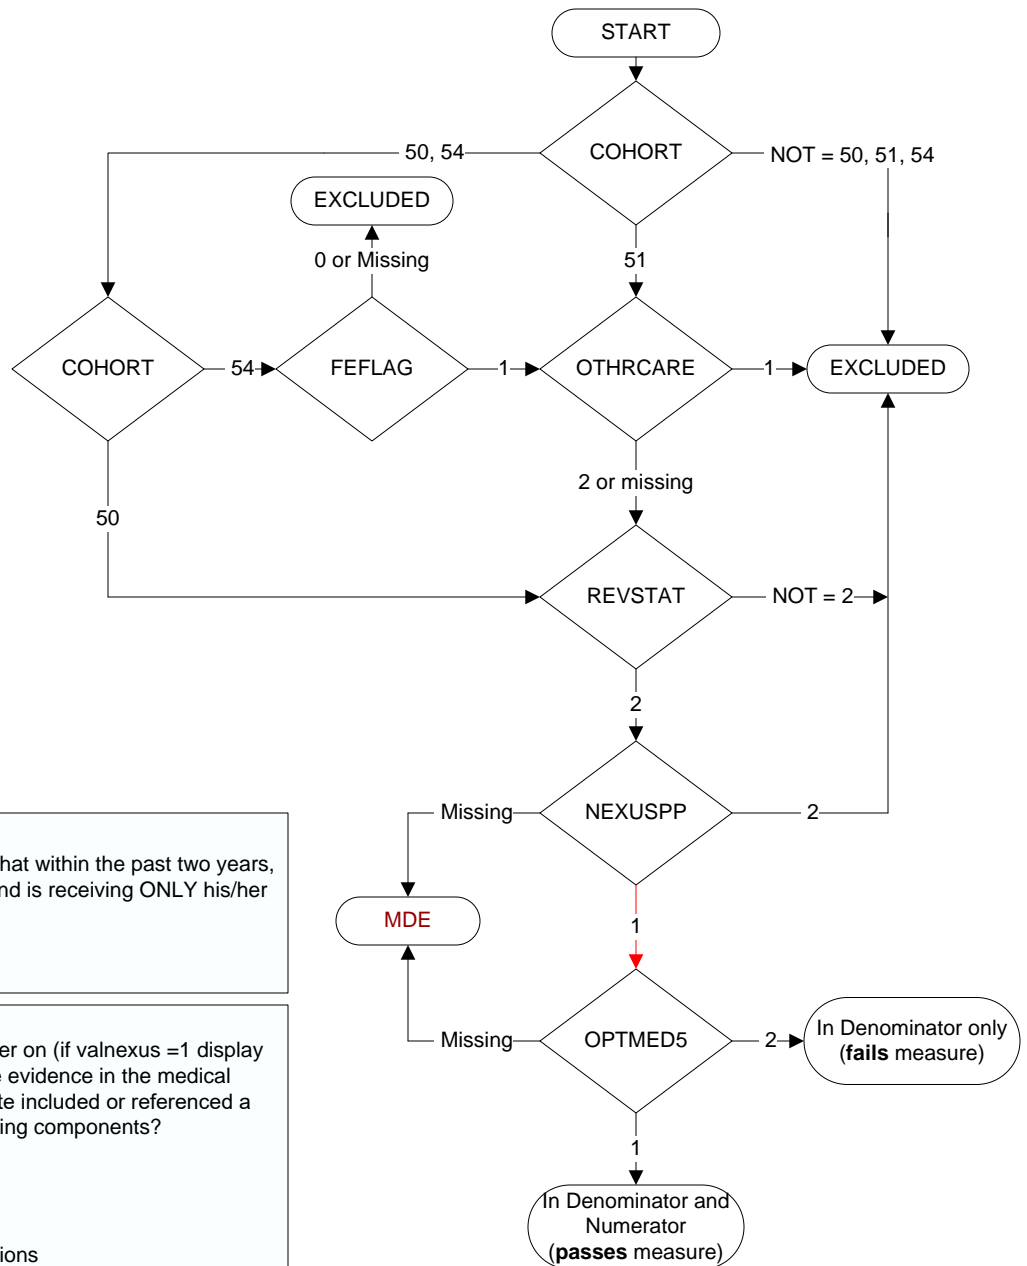 START
COHORT
50, 54
NOT = 50, 51, 54
EXCLUDED
0 or Missing
51
COHORT
54
FEFLAG
1
OTHRCARE
1
EXCLUDED
2 or missing
50
REVSTAT
NOT = 2
2
Missing
NEXUSPP
2
hat within the past two years,
nd is receiving ONLY his/her
MDE
1
er on (if valnexus =1 display
e evidence in the medical
te included or referenced a
ing components?
ions
Missing
OPTMED5
2
In Denominator only
(fails measure)
1
In Denominator and
Numerator
(passes measure)